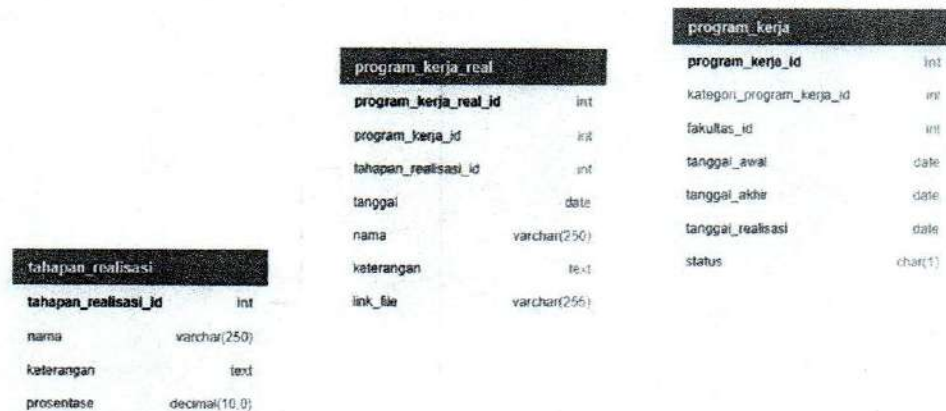 program_kerja
program_kerja_id int
kategori_program_kerja_id int
fakultas_id int
tanggal_awal date
tanggal_akhir date
tanggal_realisasi date
status char(1)
program_kerja_real
program_kerja_real_id int
program_kerja_id int
tahapan_realisasi_id int
tanggal date
nama varchar(250)
keterangan text
link_file varchar(255)
tahapan_realisasi
tahapan_realisasi_id int
nama varchar(250)
keterangan text
prosentase decimal(10,0)